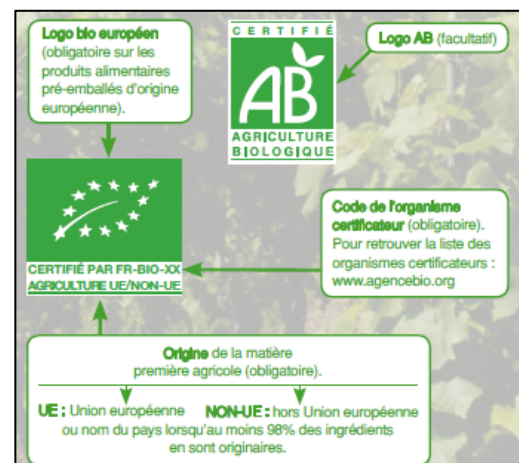 Logo bio européen
(obligatoire sur les
produits alimentaires
pré-emballés d'origine
européenne).
CERTIFIÉ
AB
AGRICULTURE
BIOLOGIQUE
Logo AB (facultatif)
CERTIFIÉ PAR FR-BIO-XX
AGRICULTURE UE/NON-UE
Code de l'organisme
certificateur (obligatoire).
Pour retrouver la liste des
organismes certificateurs :
www.agencebio.org
Origine de la matière
première agricole (obligatoire).
UE : Union européenne
NON-UE : hors Union européenne
ou nom du pays lorsqu'au moins 98% des ingrédients
en sont originaires.